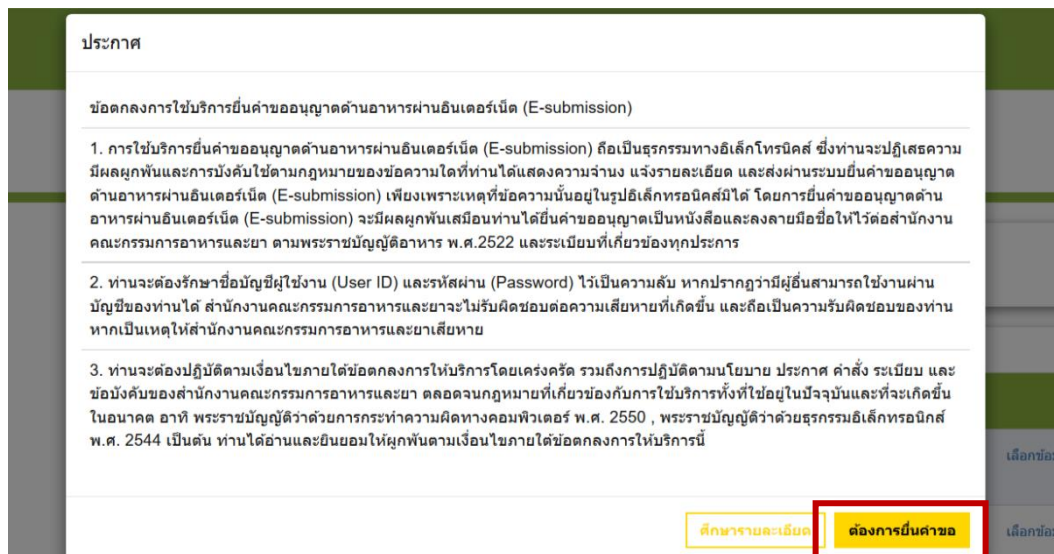 ประกาศ
ข้อตกลงการใช้บริการยื่นคำขออนุญาตด้านอาหารผ่านอินเตอร์เน็ต (E-submission)
1. การใช้บริการยื่นคำขออนุญาตด้านอาหารผ่านอินเตอร์เน็ต (E-submission) ถือเป็นธุรกรรมทางอิเล็กโทรนิคส์ ซึ่งท่านจะปฏิเสธความ
มีผลผูกพันและการบังคับใช้ตามกฎหมายของข้อความใดที่ท่านได้แสดงความจำนง แจ้งรายละเอียด และส่งผ่านระบบยื่นคำขออนุญาต
ด้านอาหารผ่านอินเตอร์เน็ต (E-submission) เพียงเพราะเหตุที่ข้อความนั้นอยู่ในรูปอิเล็กทรอนิคส์มิได้ โดยการยื่นคำขออนุญาตด้าน
อาหารผ่านอินเตอร์เน็ต (E-submission) จะมีผลผูกพันเสมือนท่านได้ยื่นคำขออนุญาตเป็นหนังสือและลงลายมือชื่อให้ไว้ต่อสำนักงาน
คณะกรรมการอาหารและยา ตามพระราชบัญญัติอาหาร พ.ศ.2522 และระเบียบที่เกี่ยวข้องทุกประการ
2. ท่านจะต้องรักษาชื่อบัญชีผู้ใช้งาน (User ID) และรหัสผ่าน (Password) ไว้เป็นความลับ หากปรากฏว่ามีผู้อื่นสามารถใช้งานผ่าน
บัญชีของท่านได้ สำนักงานคณะกรรมการอาหารและยาจะไม่รับผิดชอบต่อความเสียหายที่เกิดขึ้น และถือเป็นความรับผิดชอบของท่าน
หากเป็นเหตุให้สำนักงานคณะกรรมการอาหารและยาเสียหาย
3. ท่านจะต้องปฏิบัติตามเงื่อนไขภายใต้ข้อตกลงการให้บริการโดยเคร่งครัด รวมถึงการปฏิบัติตามนโยบาย ประกาศ คำสั่ง ระเบียบ และ
ข้อบังคับของสำนักงานคณะกรรมการอาหารและยา ตลอดจนกฎหมายที่เกี่ยวข้องกับการใช้บริการทั้งที่ใช้อยู่ในปัจจุบันและที่จะเกิดขึ้น
ในอนาคต อาทิ พระราชบัญญัติว่าด้วยการกระทำความผิดทางคอมพิวเตอร์ พ.ศ. 2550 , พระราชบัญญัติว่าด้วยธุรกรรมอิเล็กทรอนิกส์
พ.ศ. 2544 เป็นต้น ท่านได้อ่านและยินยอมให้ผูกพันตามเงื่อนไขภายใต้ข้อตกลงการให้บริการนี้
ศึกษารายละเอียด
ต้องการยื่นคำขอ